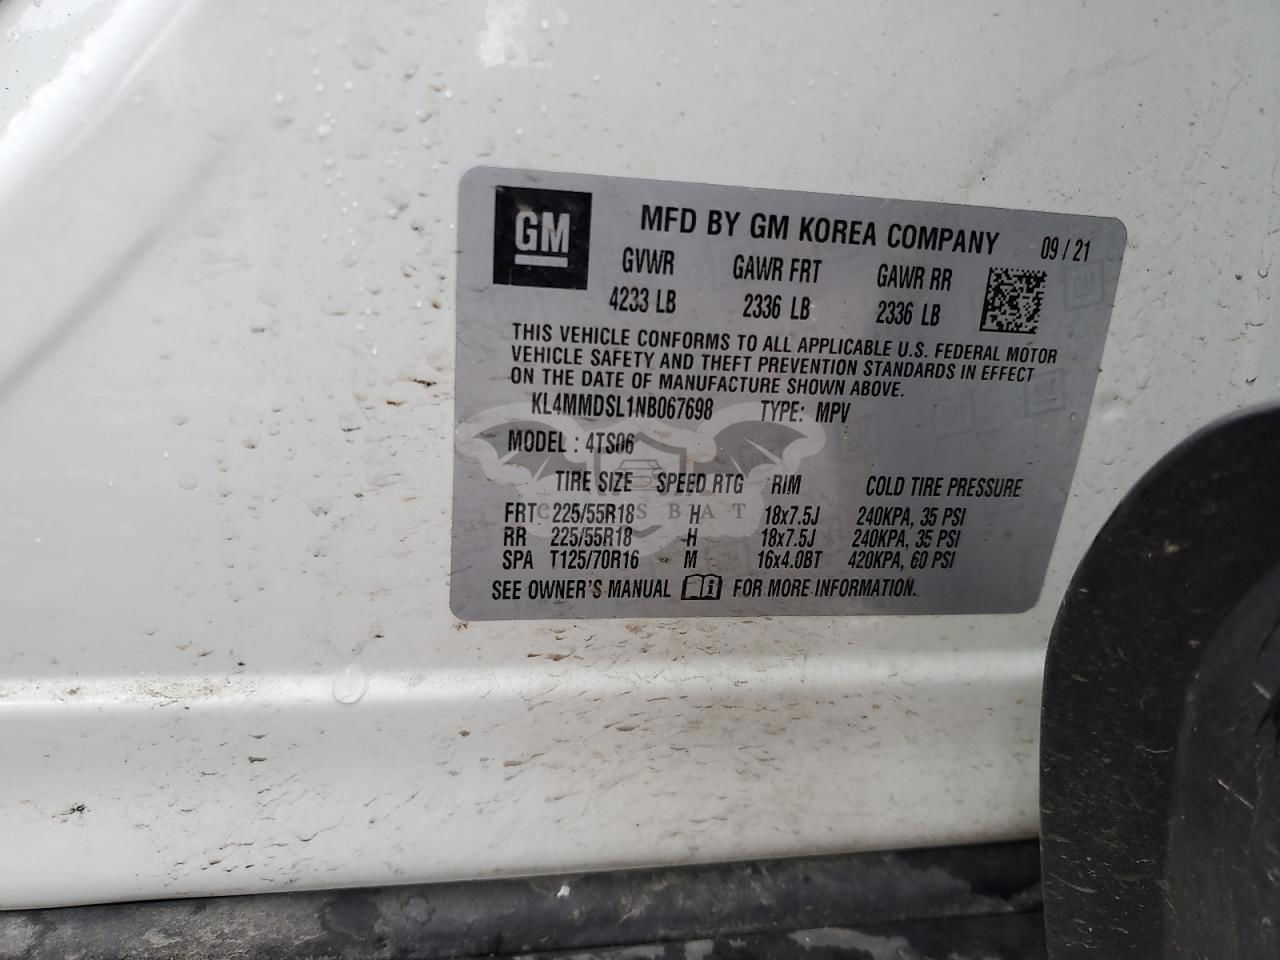 GM
MFD BY GM KOREA COMPANY 09 / 21
GVWR GAWR FRT GAWR RR
4233 LB 2336 LB 2336 LB
THIS VEHICLE CONFORMS TO ALL APPLICABLE U.S. FEDERAL MOTOR
VEHICLE SAFETY AND THEFT PREVENTION STANDARDS IN EFFECT
ON THE DATE OF MANUFACTURE SHOWN ABOVE.
KL4MMDSL1NB067698 TYPE: MPV
MODEL : 4TS06
TIRE SIZE SPEED RTG RIM COLD TIRE PRESSURE
FRT 225/55R18 H 18x7.5J 240KPA, 35 PSI
RR 225/55R18 H 18x7.5J 240KPA, 35 PSI
SPA T125/70R16 M 16x4.0BT 420KPA, 60 PSI
SEE OWNER'S MANUAL FOR MORE INFORMATION.